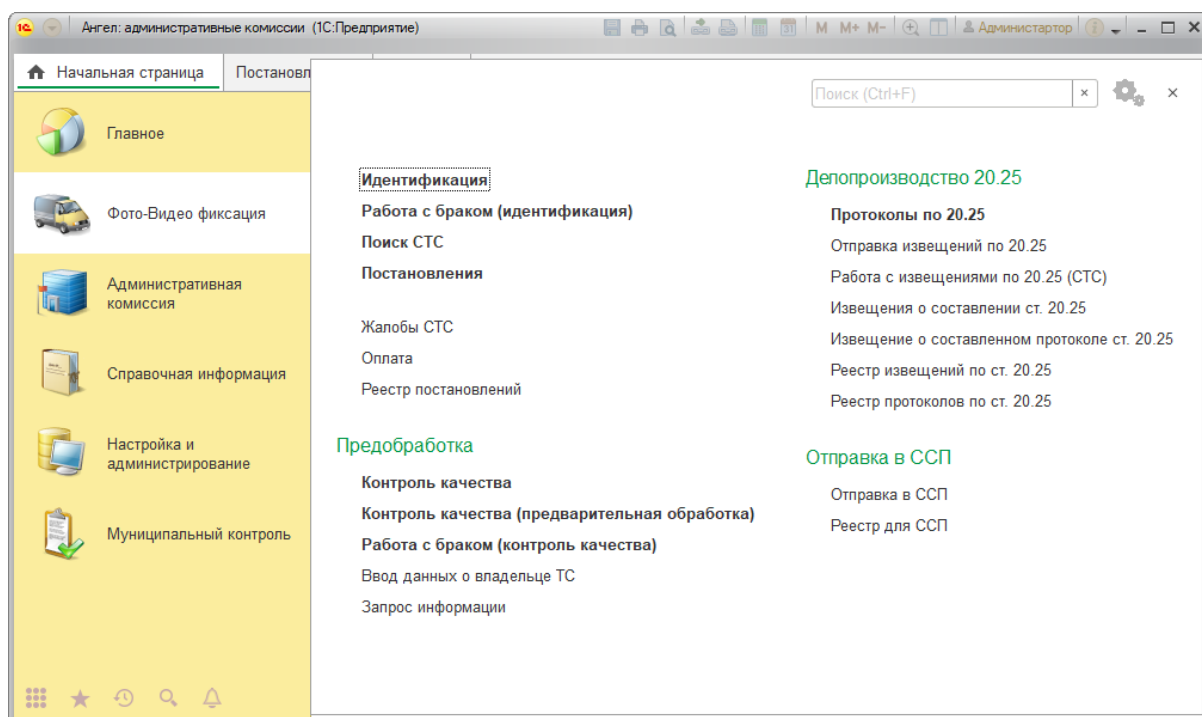 Ангел: административные комиссии (1С:Предприятие)
M M+ M-
Администартор
Начальная страница
Постановл
Главное
Фото-Видео фиксация
Административная
комиссия
Справочная информация
Настройка и
администрирование
Муниципальный контроль
Поиск (Ctrl+F)
Идентификация
Работа с браком (идентификация)
Поиск СТС
Постановления
Жалобы СТС
Оплата
Реестр постановлений
Предобработка
Контроль качества
Контроль качества (предварительная обработка)
Работа с браком (контроль качества)
Ввод данных о владельце ТС
Запрос информации
Делопроизводство 20.25
Протоколы по 20.25
Отправка извещений по 20.25
Работа с извещениями по 20.25 (СТС)
Извещения о составлении ст. 20.25
Извещение о составленном протоколе ст. 20.25
Реестр извещений по ст. 20.25
Реестр протоколов по ст. 20.25
Отправка в ССП
Отправка в ССП
Реестр для ССП